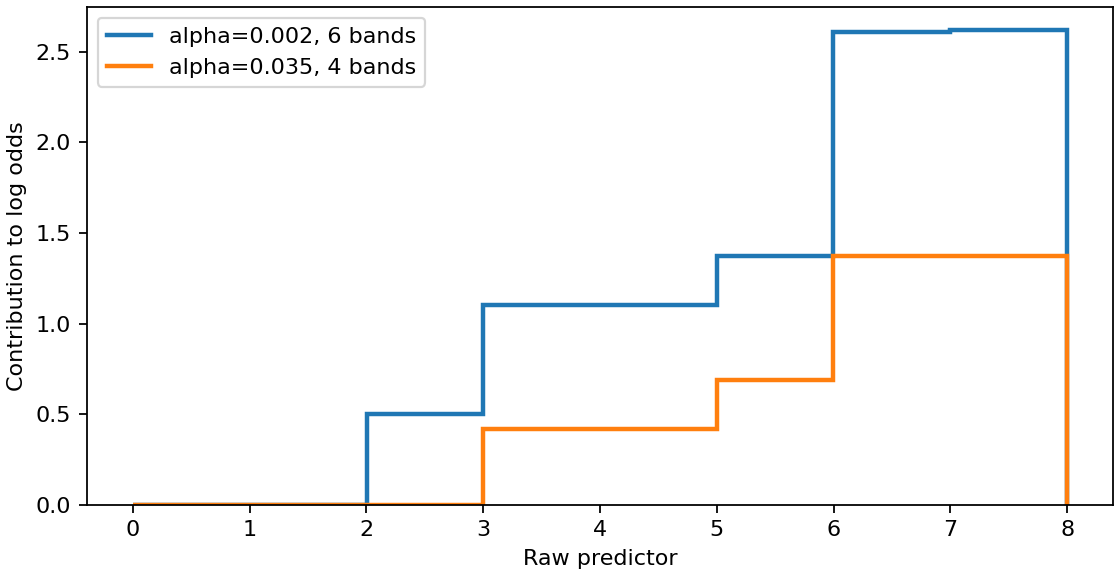 alpha=0.002, 6 bands
alpha=0.035, 4 bands
Contribution to log odds
2.5
2.0
1.5
1.0
0.5
0.0
0 1 2 3 4 5 6 7 8
Raw predictor